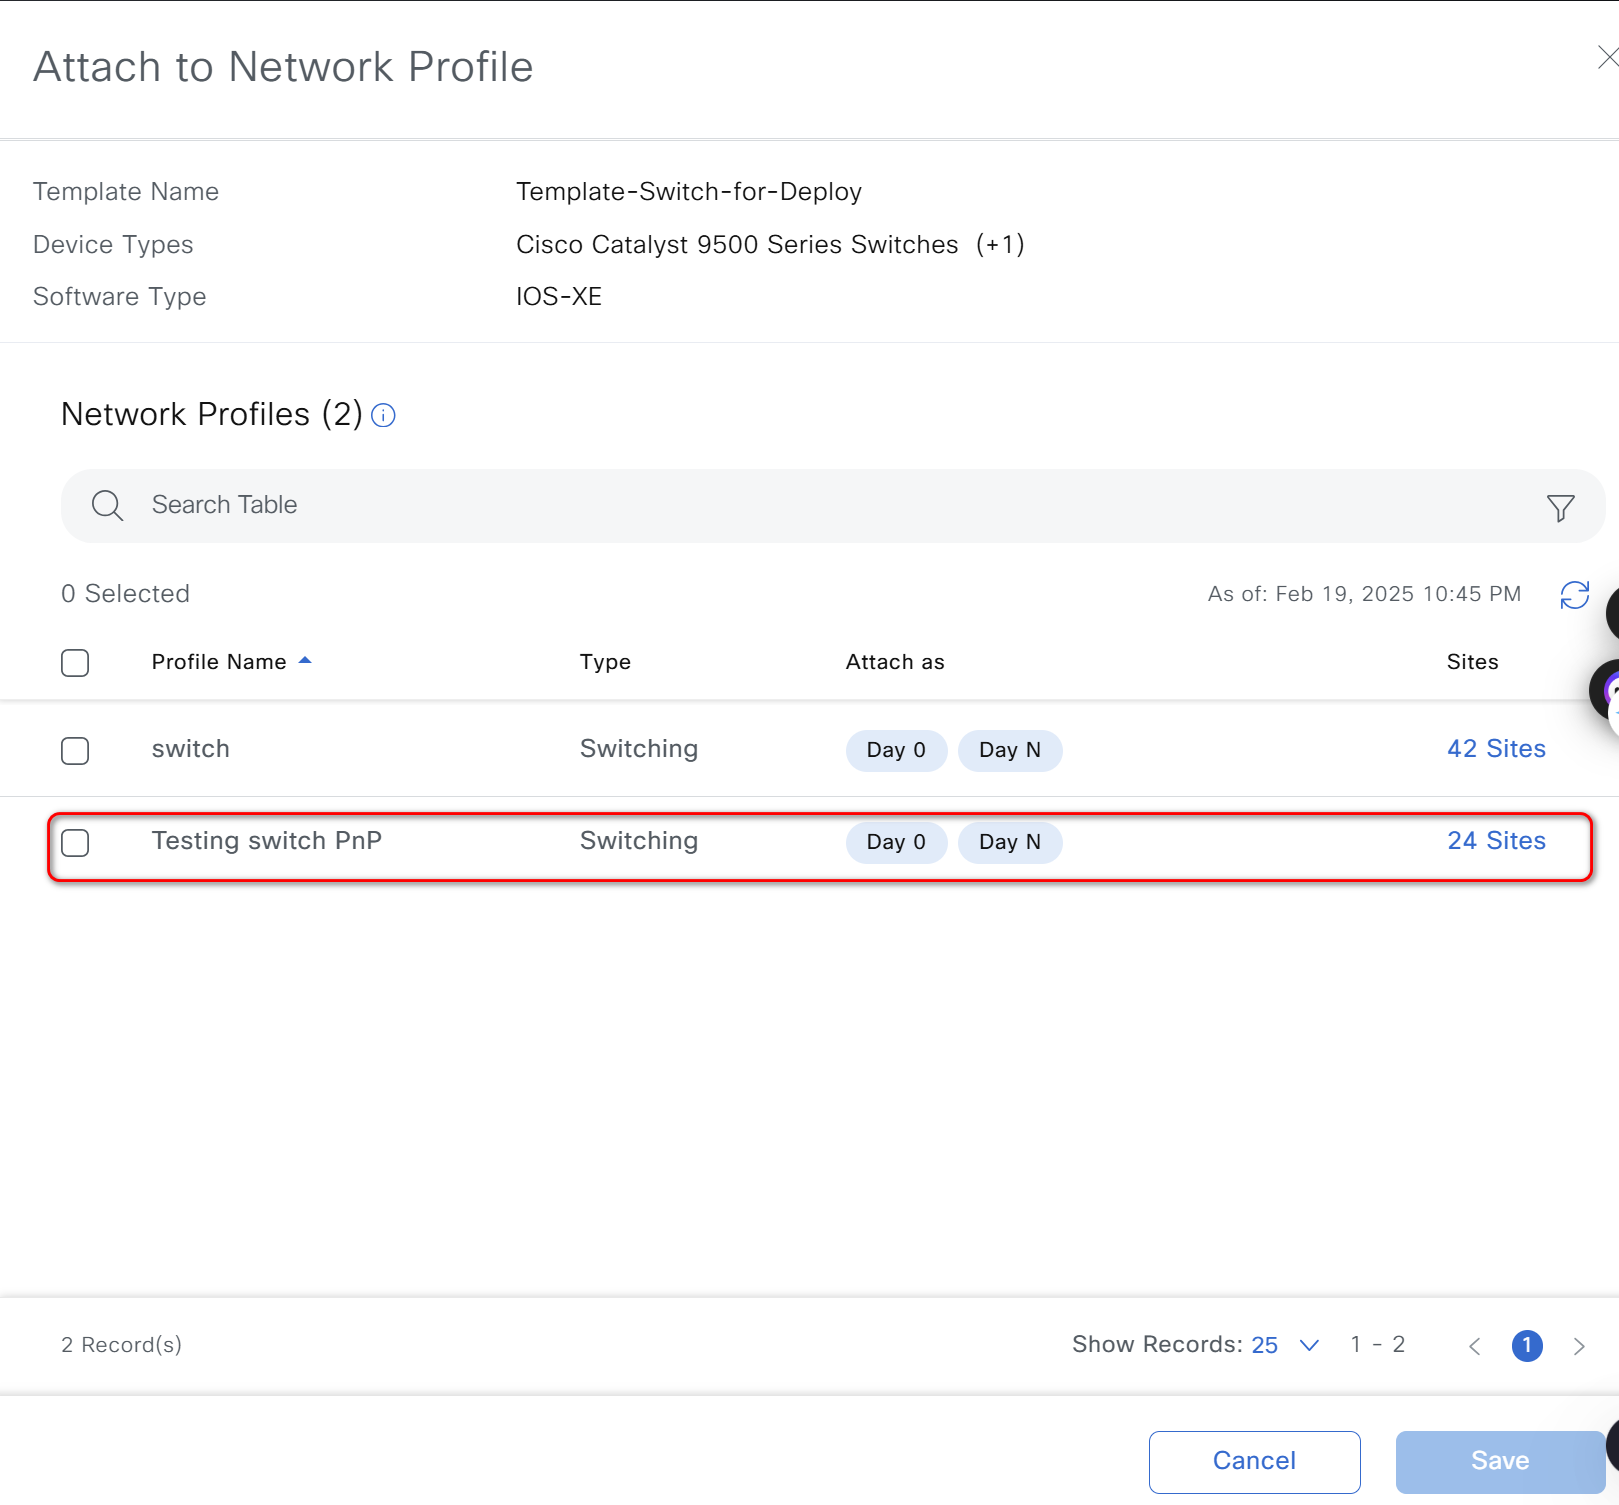 Attach to Network Profile
Template Name Template-Switch-for-Deploy
Device Types Cisco Catalyst 9500 Series Switches (+1)
Software Type IOS-XE
Network Profiles (2)
Search Table
0 Selected As of: Feb 19, 2025 10:45 PM
Profile Name Type Attach as Sites
switch Switching Day 0 Day N 42 Sites
Testing switch PnP Switching Day 0 Day N 24 Sites
2 Record(s) Show Records: 25 1 - 2 1
Cancel Save